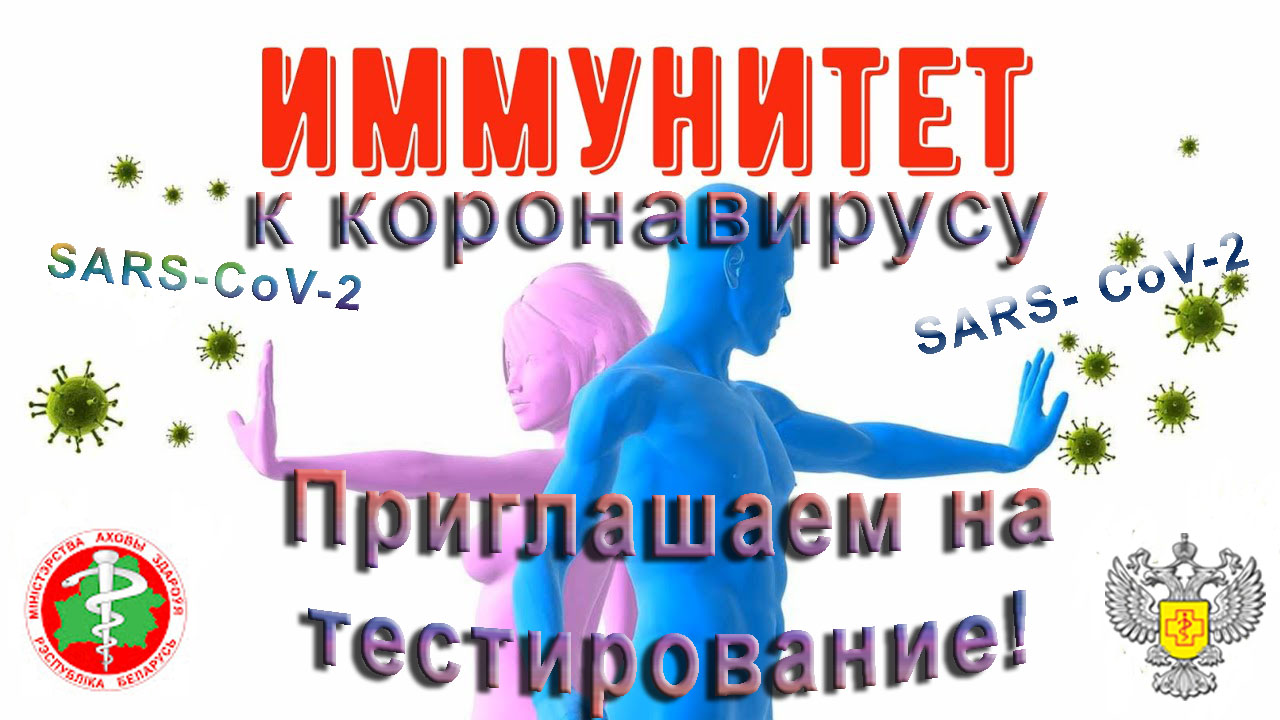 ИММУНИТЕТ
к коронавирусу
SARS-CoV-2
SARS- CoV-2
Приглашаем на
тестирование!
МІНІСТЭРСТВА АХОВЫ ЗДАРОЎЯ
РЭСПУБЛІКА БЕЛАРУСЬ